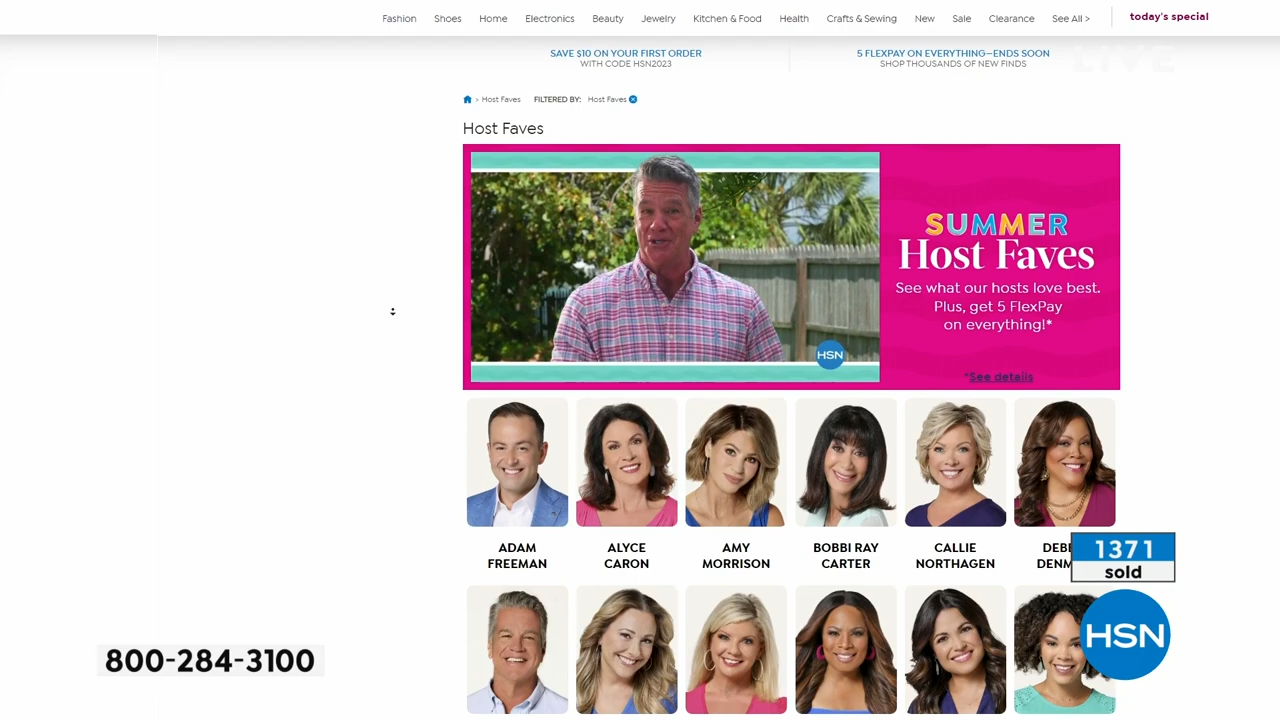 Fashion Shoes Home Electronics Beauty Jewelry Kitchen & Food Health Crafts & Sewing New Sale Clearance See All > today's special
SAVE $10 ON YOUR FIRST ORDER
WITH CODE HSN2023
5 FLEXPAY ON EVERYTHING—ENDS SOON
SHOP THOUSANDS OF NEW FINDS
LIVE
> Host Faves FILTERED BY: Host Faves
Host Faves
SUMMER
Host Faves
See what our hosts love best.
Plus, get 5 FlexPay
on everything!*
*See details
HSN
ADAM
FREEMAN
ALYCE
CARON
AMY
MORRISON
BOBBI RAY
CARTER
CALLIE
NORTHAGEN
1371
sold
HSN
800-284-3100